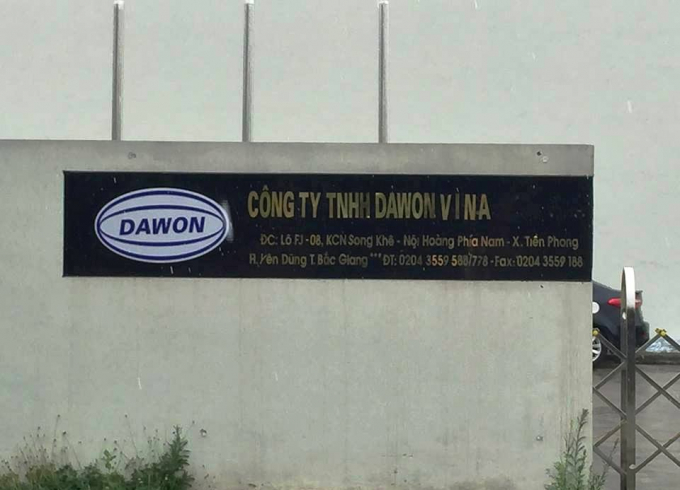 DAWON
CÔNG TY TNHH DAWON VINA
ĐC: Lô FJ-08, KCN Song Khê - Nội Hoàng Phía Nam - X. Tiền Phong
H. Yên Dũng T. Bắc Giang *** ĐT: 0204 3559 588/778 - Fax: 0204 3559 188